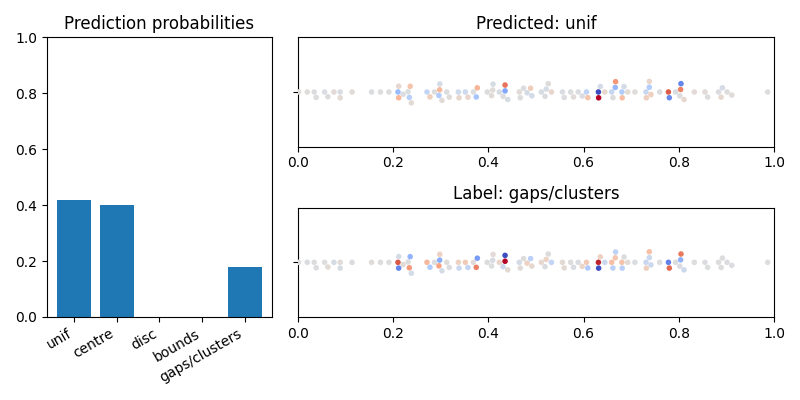 Prediction probabilities
1.0
0.8
0.6
0.4
0.2
0.0
unif
centre
disc
bounds
gaps/clusters
Predicted: unif
0.0 0.2 0.4 0.6 0.8 1.0
Label: gaps/clusters
0.0 0.2 0.4 0.6 0.8 1.0